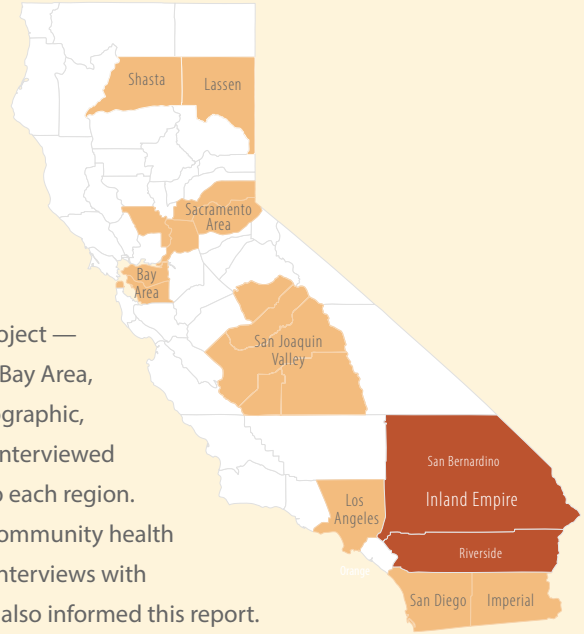 Shasta
Lassen
Sacramento
Area
Bay
Area
San Joaquin
Valley
oject —
Bay Area,
ographic,
nterviewed
o each region.
ommunity health
nterviews with
also informed this report.
San Bernardino
Inland Empire
Los
Angeles
Riverside
Orange
San Diego
Imperial